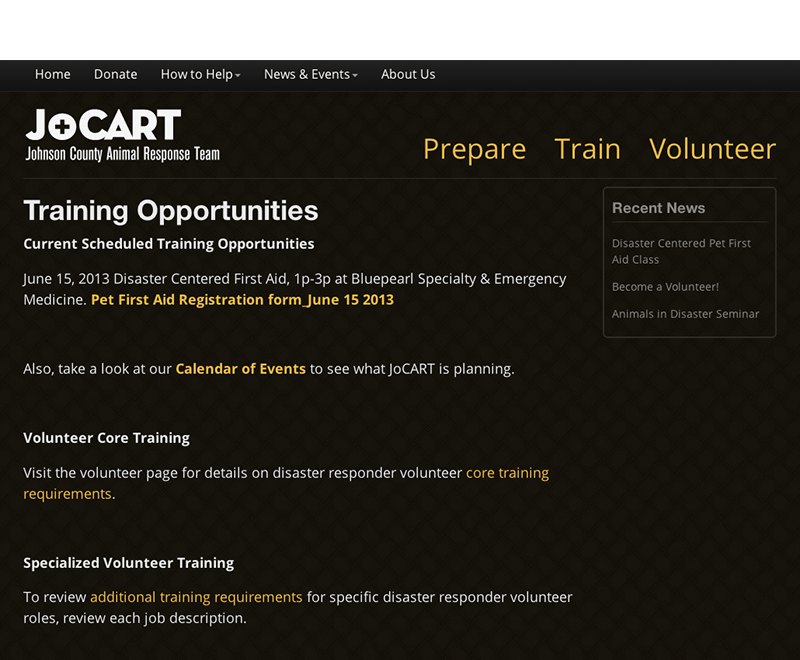 Home Donate How to Help News & Events About Us
JoCART
Johnson County Animal Response Team
Prepare Train Volunteer
Training Opportunities
Current Scheduled Training Opportunities
June 15, 2013 Disaster Centered First Aid, 1p-3p at Bluepearl Specialty & Emergency
Medicine. Pet First Aid Registration form_June 15 2013
Also, take a look at our Calendar of Events to see what JoCART is planning.
Volunteer Core Training
Visit the volunteer page for details on disaster responder volunteer core training
requirements.
Specialized Volunteer Training
To review additional training requirements for specific disaster responder volunteer
roles, review each job description.
Recent News
Disaster Centered Pet First
Aid Class
Become a Volunteer!
Animals in Disaster Seminar